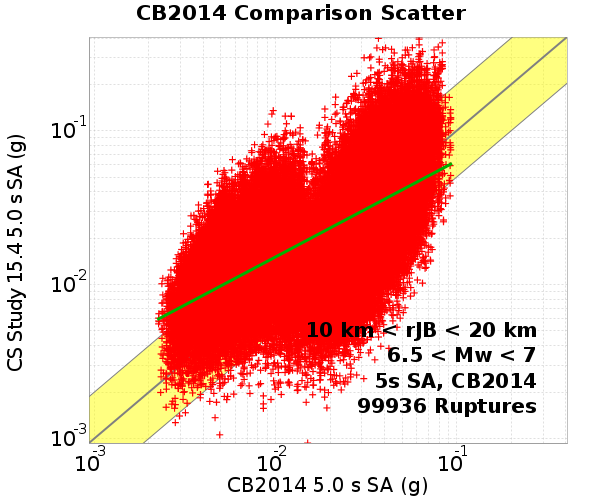 CB2014 Comparison Scatter
CS Study 15.4 5.0 s SA (g)
10⁻¹
10⁻²
10⁻³
10 km < rJB < 20 km
6.5 < Mw < 7
5s SA, CB2014
99936 Ruptures
10⁻³ 10⁻² 10⁻¹
CB2014 5.0 s SA (g)